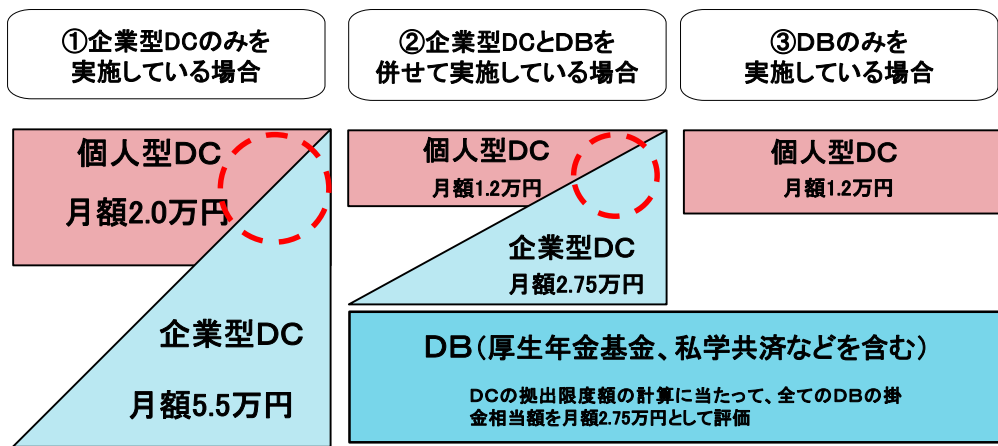 ①企業型DCのみを
実施している場合
②企業型DCとDBを
併せて実施している場合
③DBのみを
実施している場合
個人型DC
月額2.0万円
企業型DC
月額5.5万円
個人型DC
月額1.2万円
企業型DC
月額2.75万円
個人型DC
月額1.2万円
DB(厚生年金基金、私学共済などを含む)
DCの拠出限度額の計算に当たって、全てのDBの掛
金相当額を月額2.75万円として評価